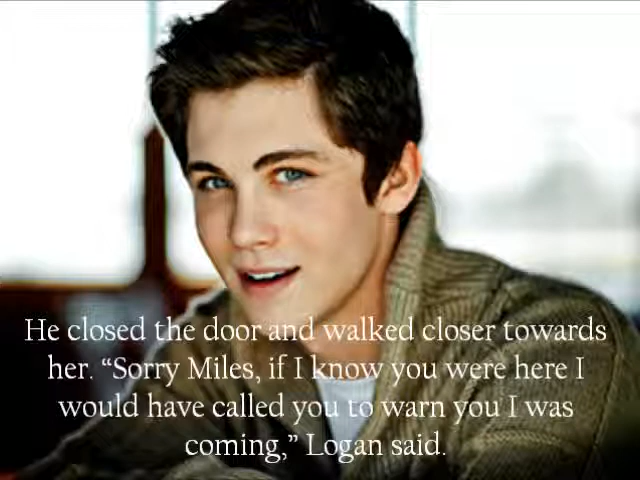 He closed the door and walked closer towards
her. “Sorry Miles, if I know you were here I
would have called you to warn you I was
coming,” Logan said.